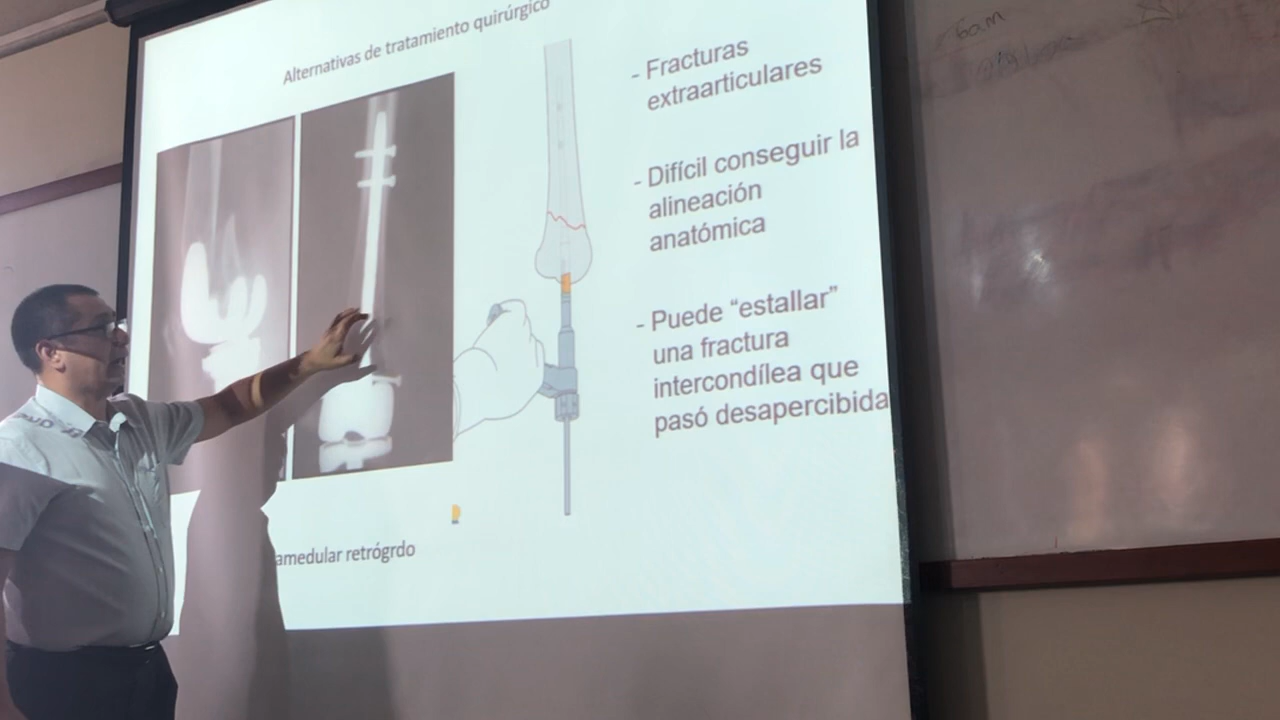 Alternativas de tratamiento quirúrgico
- Fracturas
extraarticulares
- Difícil conseguir la
alineación
anatómica
- Puede “estallar”
una fractura
intercondílea que
pasó desapercibida
amedular retrógrdo